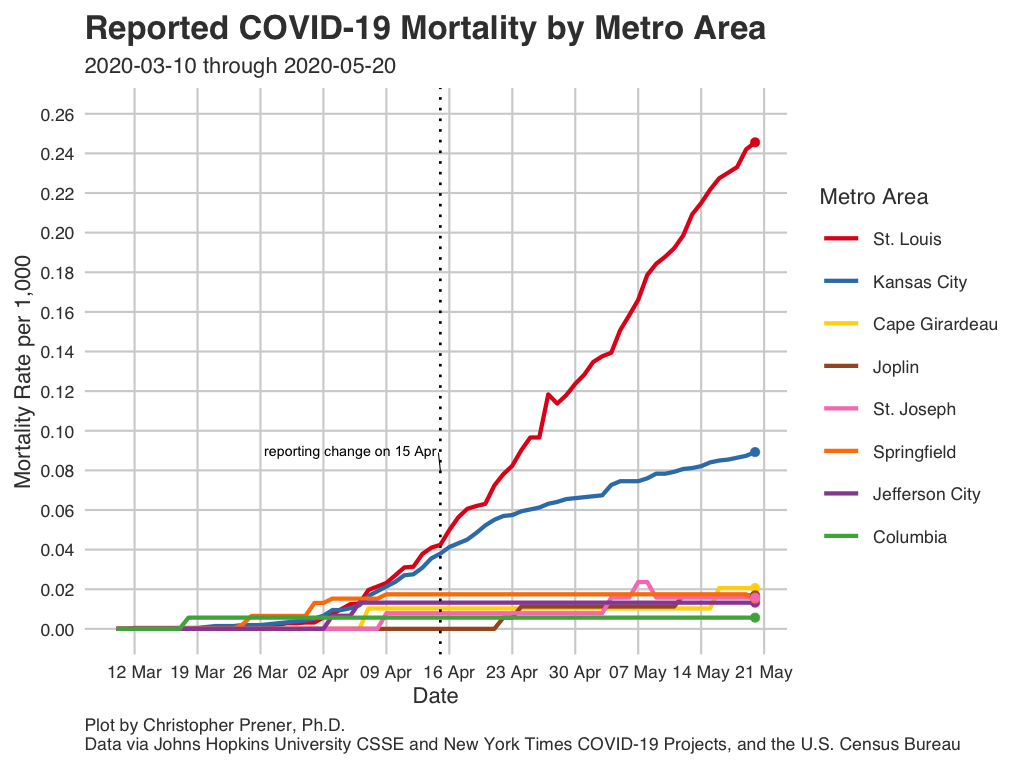 Reported COVID-19 Mortality by Metro Area
2020-03-10 through 2020-05-20
Mortality Rate per 1,000
0.26
0.24
0.22
0.20
0.18
0.16
0.14
0.12
0.10
0.08
0.06
0.04
0.02
0.00
reporting change on 15 Apr
12 Mar 19 Mar 26 Mar 02 Apr 09 Apr 16 Apr 23 Apr 30 Apr 07 May 14 May 21 May
Date
Metro Area
St. Louis
Kansas City
Cape Girardeau
Joplin
St. Joseph
Springfield
Jefferson City
Columbia
Plot by Christopher Prener, Ph.D.
Data via Johns Hopkins University CSSE and New York Times COVID-19 Projects, and the U.S. Census Bureau